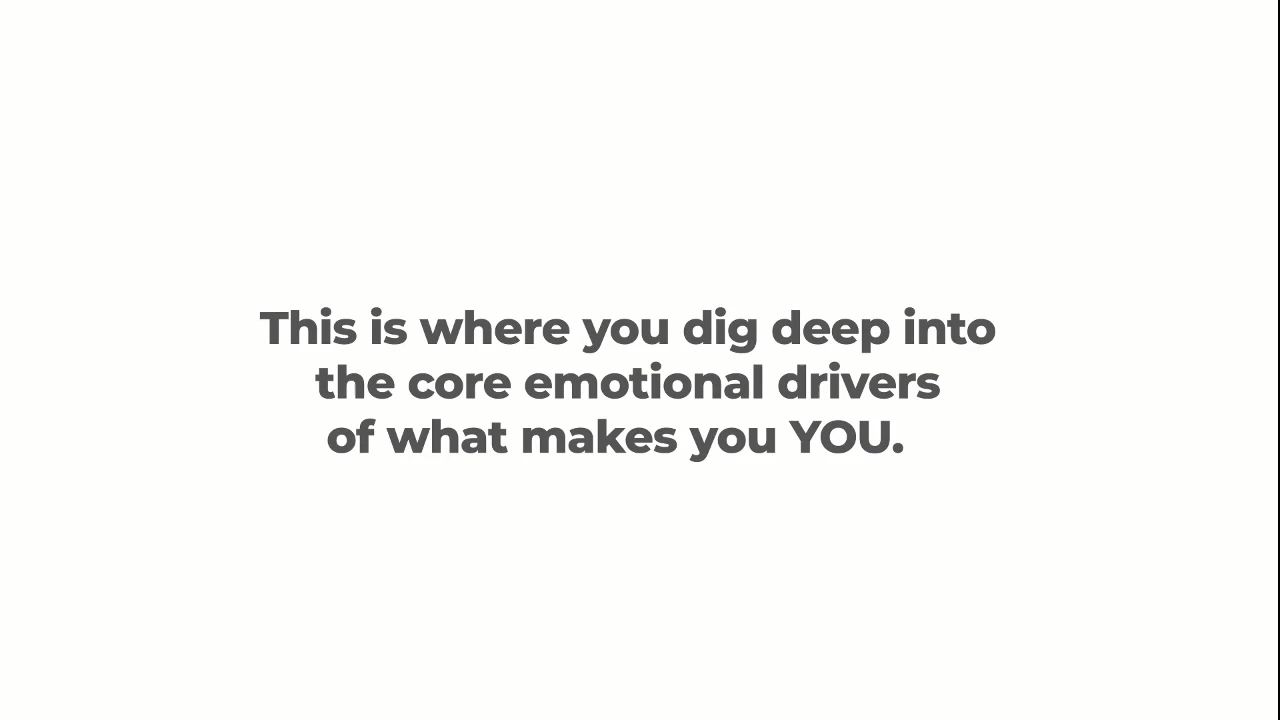 This is where you dig deep into
the core emotional drivers
of what makes you YOU.